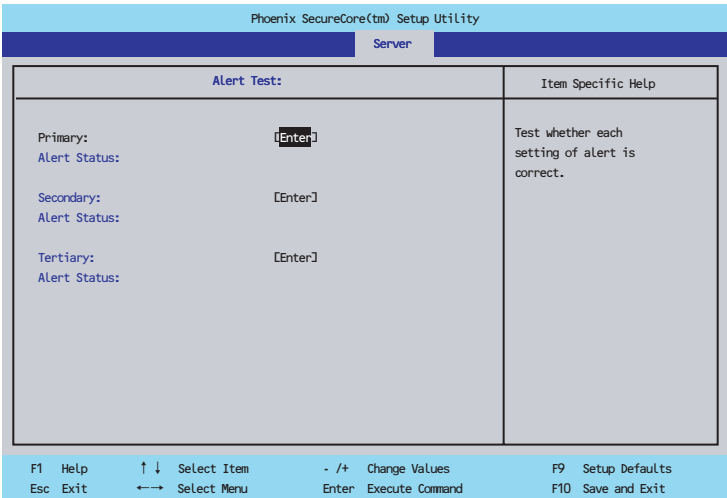 Phoenix SecureCore(tm) Setup Utility
Server
Alert Test:
Item Specific Help
Primary: [Enter]
Alert Status:
Secondary: [Enter]
Alert Status:
Tertiary: [Enter]
Alert Status:
Test whether each
setting of alert is
correct.
F1 Help ↑↓ Select Item - /+ Change Values F9 Setup Defaults
Esc Exit ←→ Select Menu Enter Execute Command F10 Save and Exit